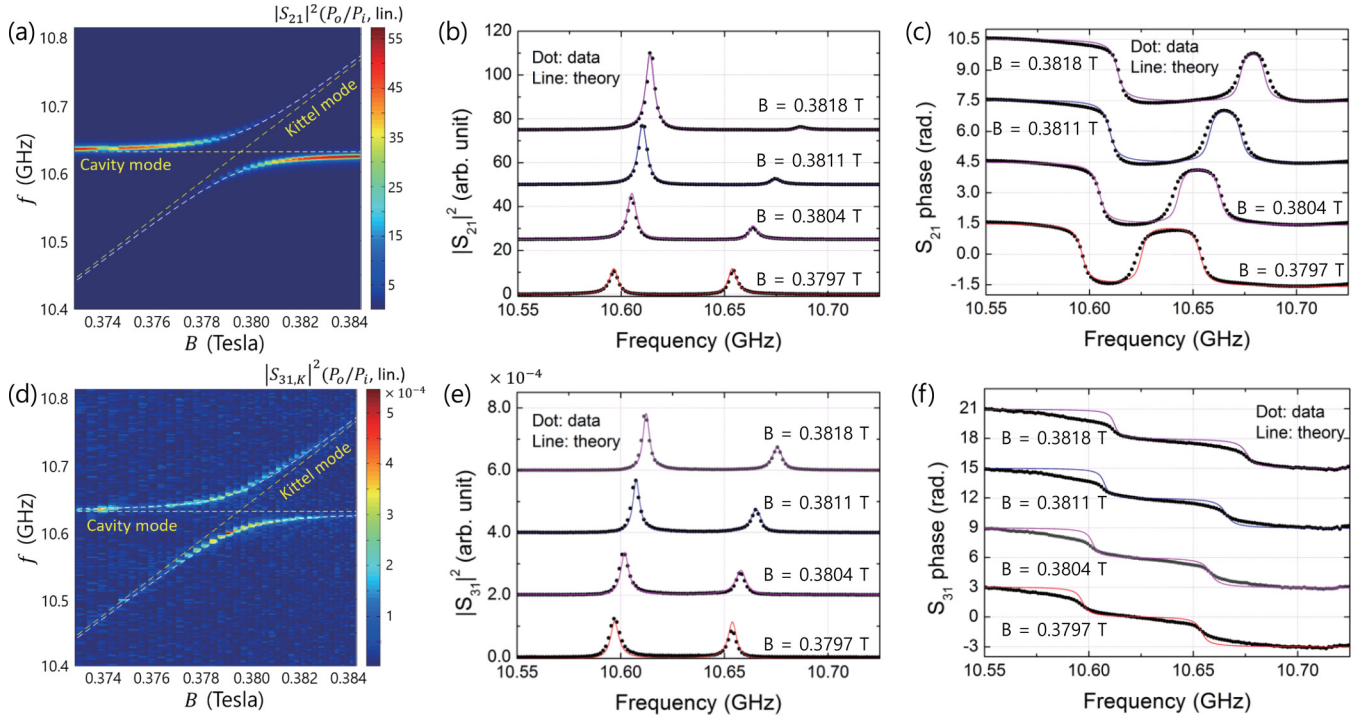 (a)
|S21|² (Po/Pi, lin.)
10.8
10.7
10.6
10.5
10.4
f (GHz)
Cavity mode
Kittel mode
0.374 0.376 0.378 0.380 0.382 0.384
B (Tesla)
55
45
35
25
15
5
(b)
120
100
80
60
40
20
0
|S21|² (arb. unit)
Dot: data
Line: theory
B = 0.3818 T
B = 0.3811 T
B = 0.3804 T
B = 0.3797 T
10.55 10.60 10.65 10.70
Frequency (GHz)
(c)
10.5
9.0
7.5
6.0
4.5
3.0
1.5
0.0
-1.5
S21 phase (rad.)
Dot: data
Line: theory
B = 0.3818 T
B = 0.3811 T
B = 0.3804 T
B = 0.3797 T
10.55 10.60 10.65 10.70
Frequency (GHz)
(d)
|S31,K|² (Po/Pi, lin.)
× 10⁻⁴
10.8
10.7
10.6
10.5
10.4
f (GHz)
Cavity mode
Kittel mode
0.374 0.376 0.378 0.380 0.382 0.384
B (Tesla)
5
4
3
2
1
(e)
× 10⁻⁴
8.0
6.0
4.0
2.0
0.0
|S31|² (arb. unit)
Dot: data
Line: theory
B = 0.3818 T
B = 0.3811 T
B = 0.3804 T
B = 0.3797 T
10.55 10.60 10.65 10.70
Frequency (GHz)
(f)
21
18
15
12
9
6
3
0
-3
S31 phase (rad.)
Dot: data
Line: theory
B = 0.3818 T
B = 0.3811 T
B = 0.3804 T
B = 0.3797 T
10.55 10.60 10.65 10.70
Frequency (GHz)